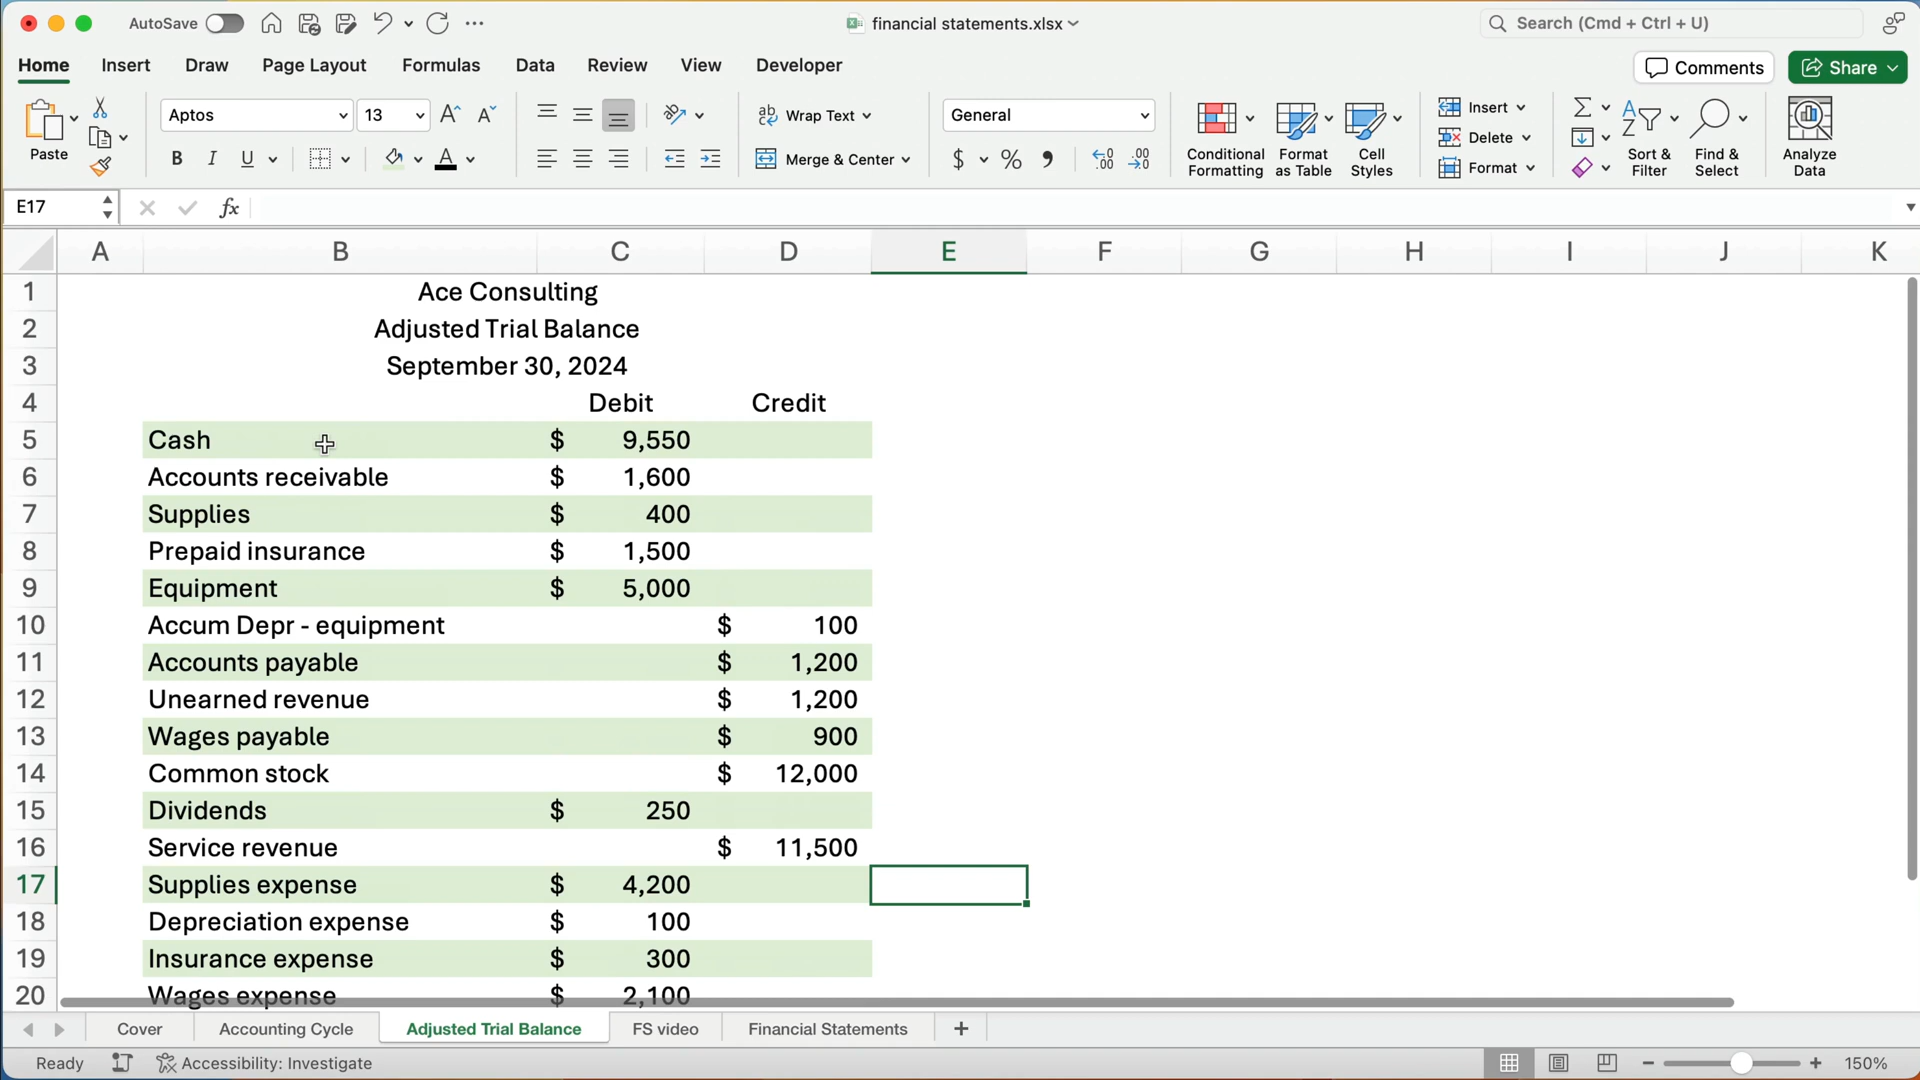 AutoSave
financial statements.xlsx
Search (Cmd + Ctrl + U)
Home Insert Draw Page Layout Formulas Data Review View Developer
Comments Share
Paste
Aptos 13
B I U
Wrap Text
Merge & Center
General
$ % 9
Conditional Formatting
Format as Table
Cell Styles
Insert
Delete
Format
Sort & Filter
Find & Select
Analyze Data
E17 fx
A B C D E F G H I J K
1 Ace Consulting
2 Adjusted Trial Balance
3 September 30, 2024
4 Debit Credit
5 Cash $ 9,550
6 Accounts receivable $ 1,600
7 Supplies $ 400
8 Prepaid insurance $ 1,500
9 Equipment $ 5,000
10 Accum Depr - equipment $ 100
11 Accounts payable $ 1,200
12 Unearned revenue $ 1,200
13 Wages payable $ 900
14 Common stock $ 12,000
15 Dividends $ 250
16 Service revenue $ 11,500
17 Supplies expense $ 4,200
18 Depreciation expense $ 100
19 Insurance expense $ 300
20 Wages expense $ 2,100
Cover Accounting Cycle Adjusted Trial Balance FS video Financial Statements +
Ready Accessibility: Investigate 150%